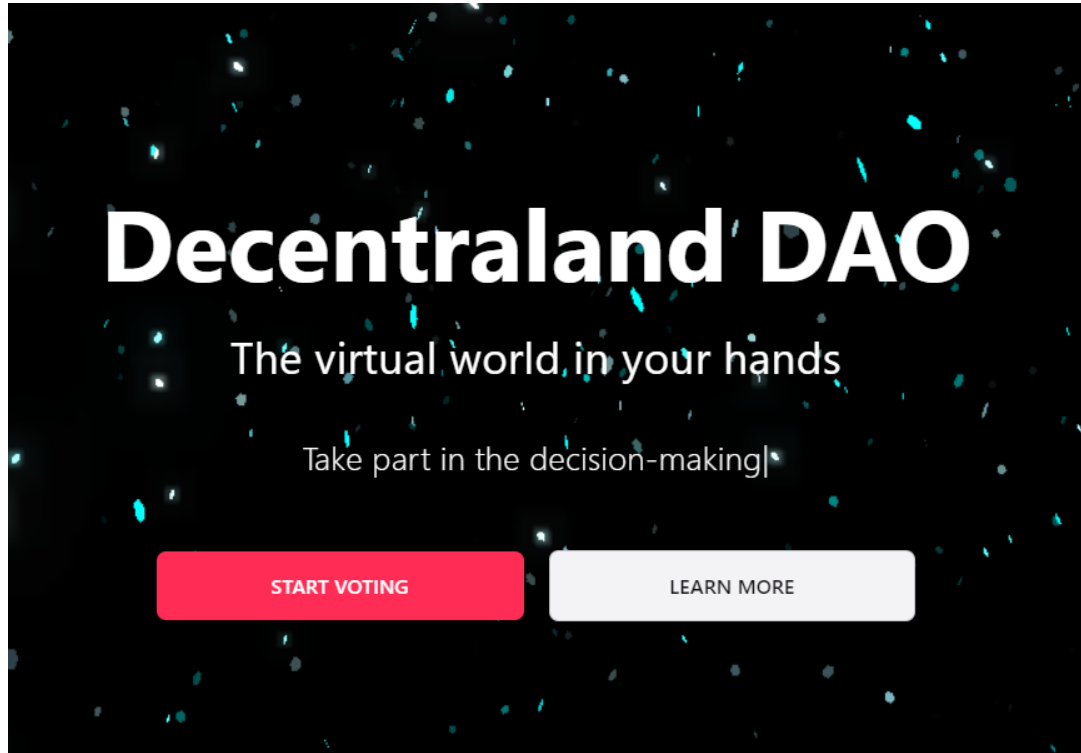 Decentraland DAO
The virtual world in your hands
Take part in the decision-making|
START VOTING
LEARN MORE